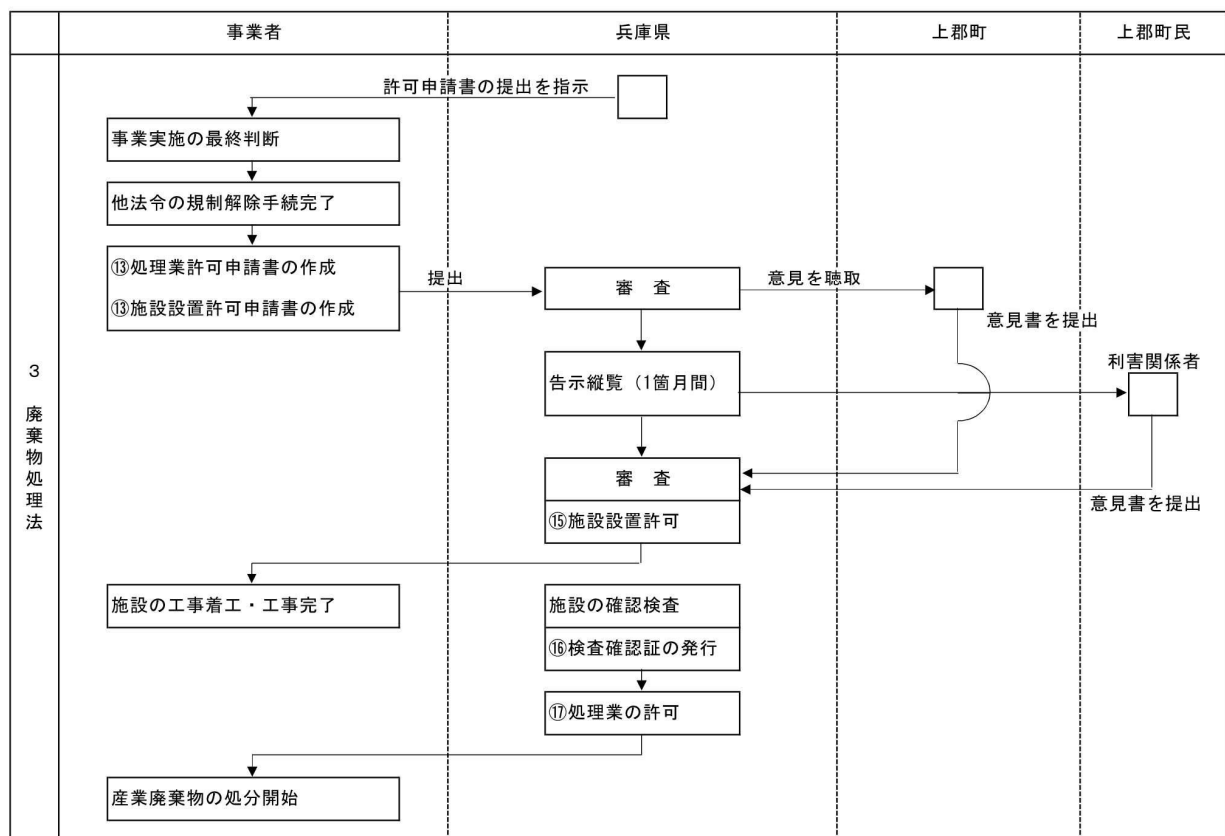 事業者
兵庫県
上郡町
上郡町民
3 廃棄物処理法
許可申請書の提出を指示
事業実施の最終判断
他法令の規制解除手続完了
⑬処理業許可申請書の作成
⑬施設設置許可申請書の作成
提出
審　査
意見を聴取
意見書を提出
告示縦覧（1箇月間）
利害関係者
審　査
意見書を提出
⑮施設設置許可
施設の工事着工・工事完了
施設の確認検査
⑯検査確認証の発行
⑰処理業の許可
産業廃棄物の処分開始